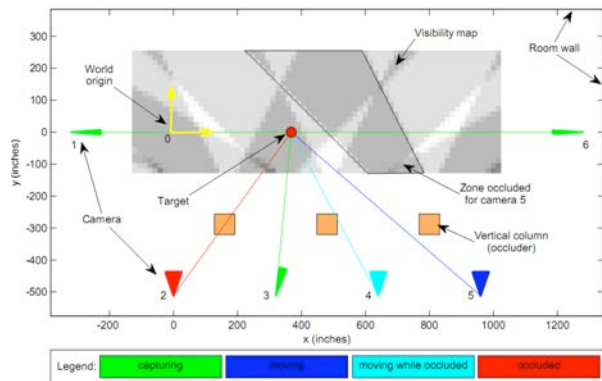 300
200
100
0
-100
-200
-300
-400
-500
y (inches)
Visibility map
Room wall
World
origin
0
1
6
Target
Zone occluded
for camera 5
Camera
Vertical column
(occluder)
2
3
4
5
-200
0
200
400
600
800
1000
1200
x (inches)
Legend:
capturing
moving
moving while occluded
occluded